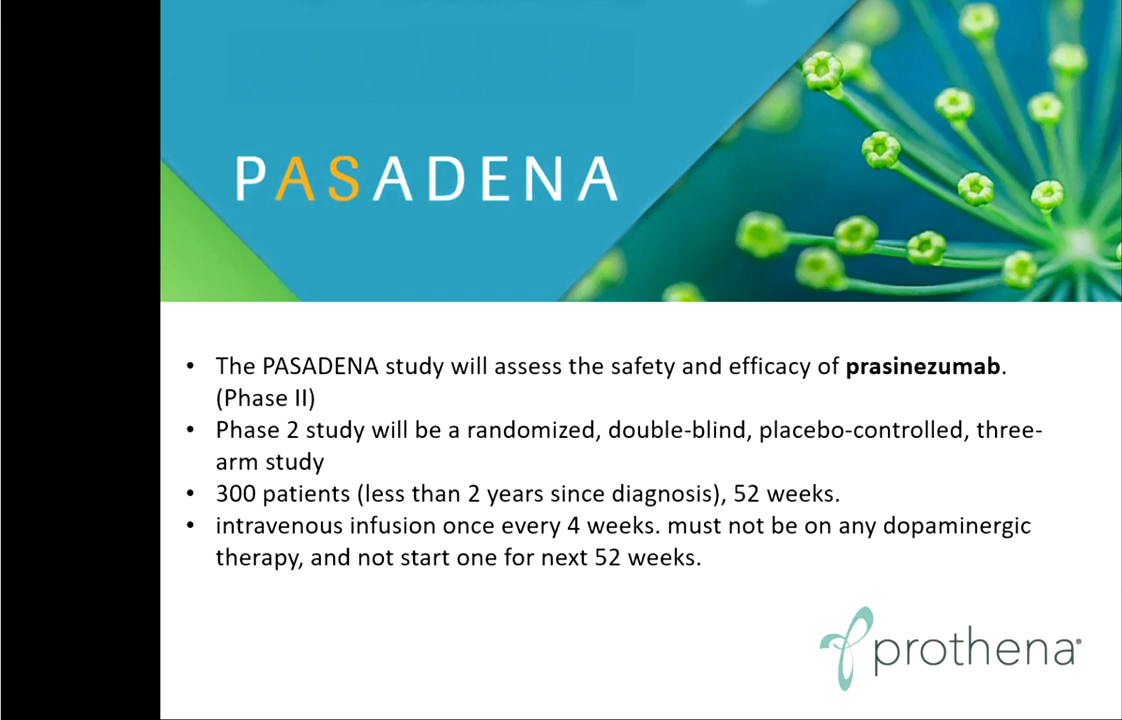 PASADENA
• The PASADENA study will assess the safety and efficacy of prasinezumab.
(Phase II)
• Phase 2 study will be a randomized, double-blind, placebo-controlled, three-
arm study
• 300 patients (less than 2 years since diagnosis), 52 weeks.
• intravenous infusion once every 4 weeks. must not be on any dopaminergic
therapy, and not start one for next 52 weeks.
prothena®